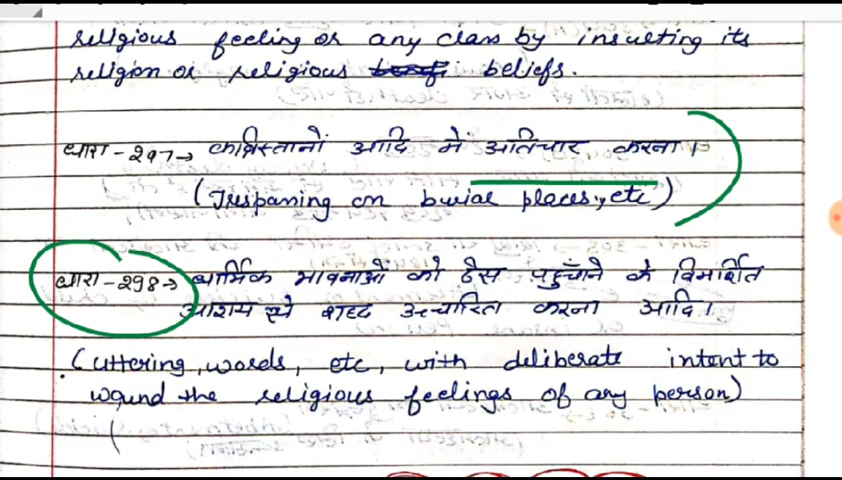 religious feeling or any class by insulting its
religion or religious beliefs.
धारा - 297 → कब्रिस्तानों आदि में अतिचार करना।
(Trespassing on burial places, etc)
धारा - 298 → धार्मिक भावनाओं को ठेस पहुँचाने के विमर्शित
आशय से शब्द उच्चारित करना आदि।
(uttering, words, etc, with deliberate intent to
wound the religious feelings of any person)
(